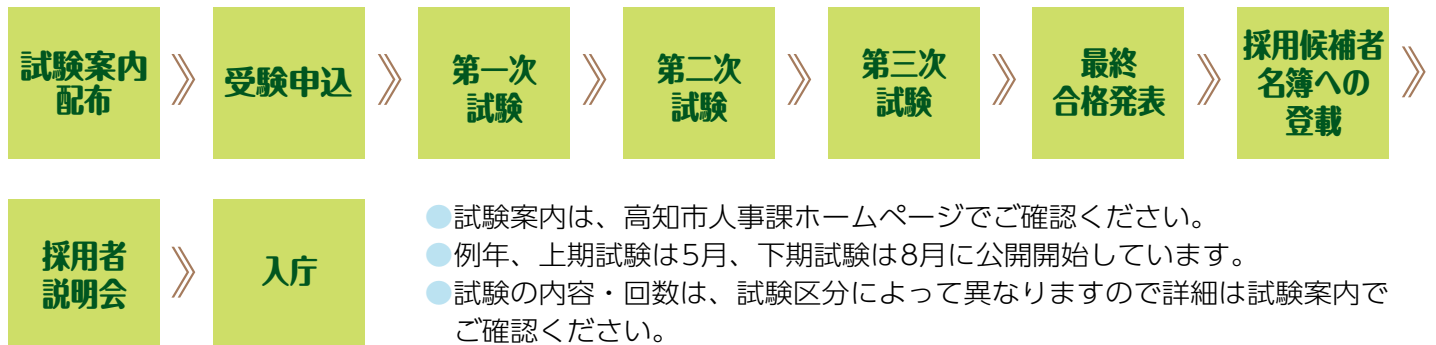 試験案内
配布
》
受験申込
》
第一次
試験
》
第二次
試験
》
第三次
試験
》
最終
合格発表
》
採用候補者
名簿への
登載
》
採用者
説明会
》
入庁
●試験案内は、高知市人事課ホームページでご確認ください。
●例年、上期試験は5月、下期試験は8月に公開開始しています。
●試験の内容・回数は、試験区分によって異なりますので詳細は試験案内で
ご確認ください。